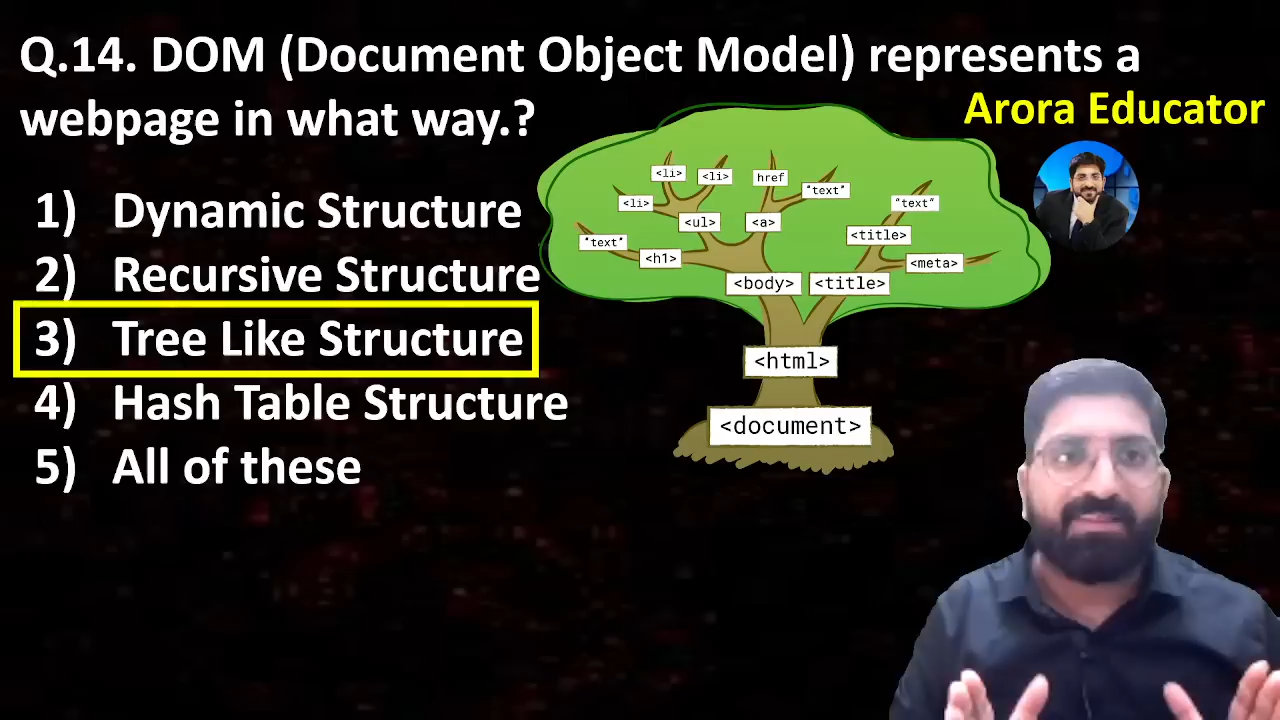 Q.14. DOM (Document Object Model) represents a
webpage in what way.?
Arora Educator
1) Dynamic Structure
2) Recursive Structure
3) Tree Like Structure
4) Hash Table Structure
5) All of these
<li>
<li>
href
"text"
<li>
"text"
<ul>
<a>
"text"
<h1>
<title>
<meta>
<body>
<title>
<html>
<document>